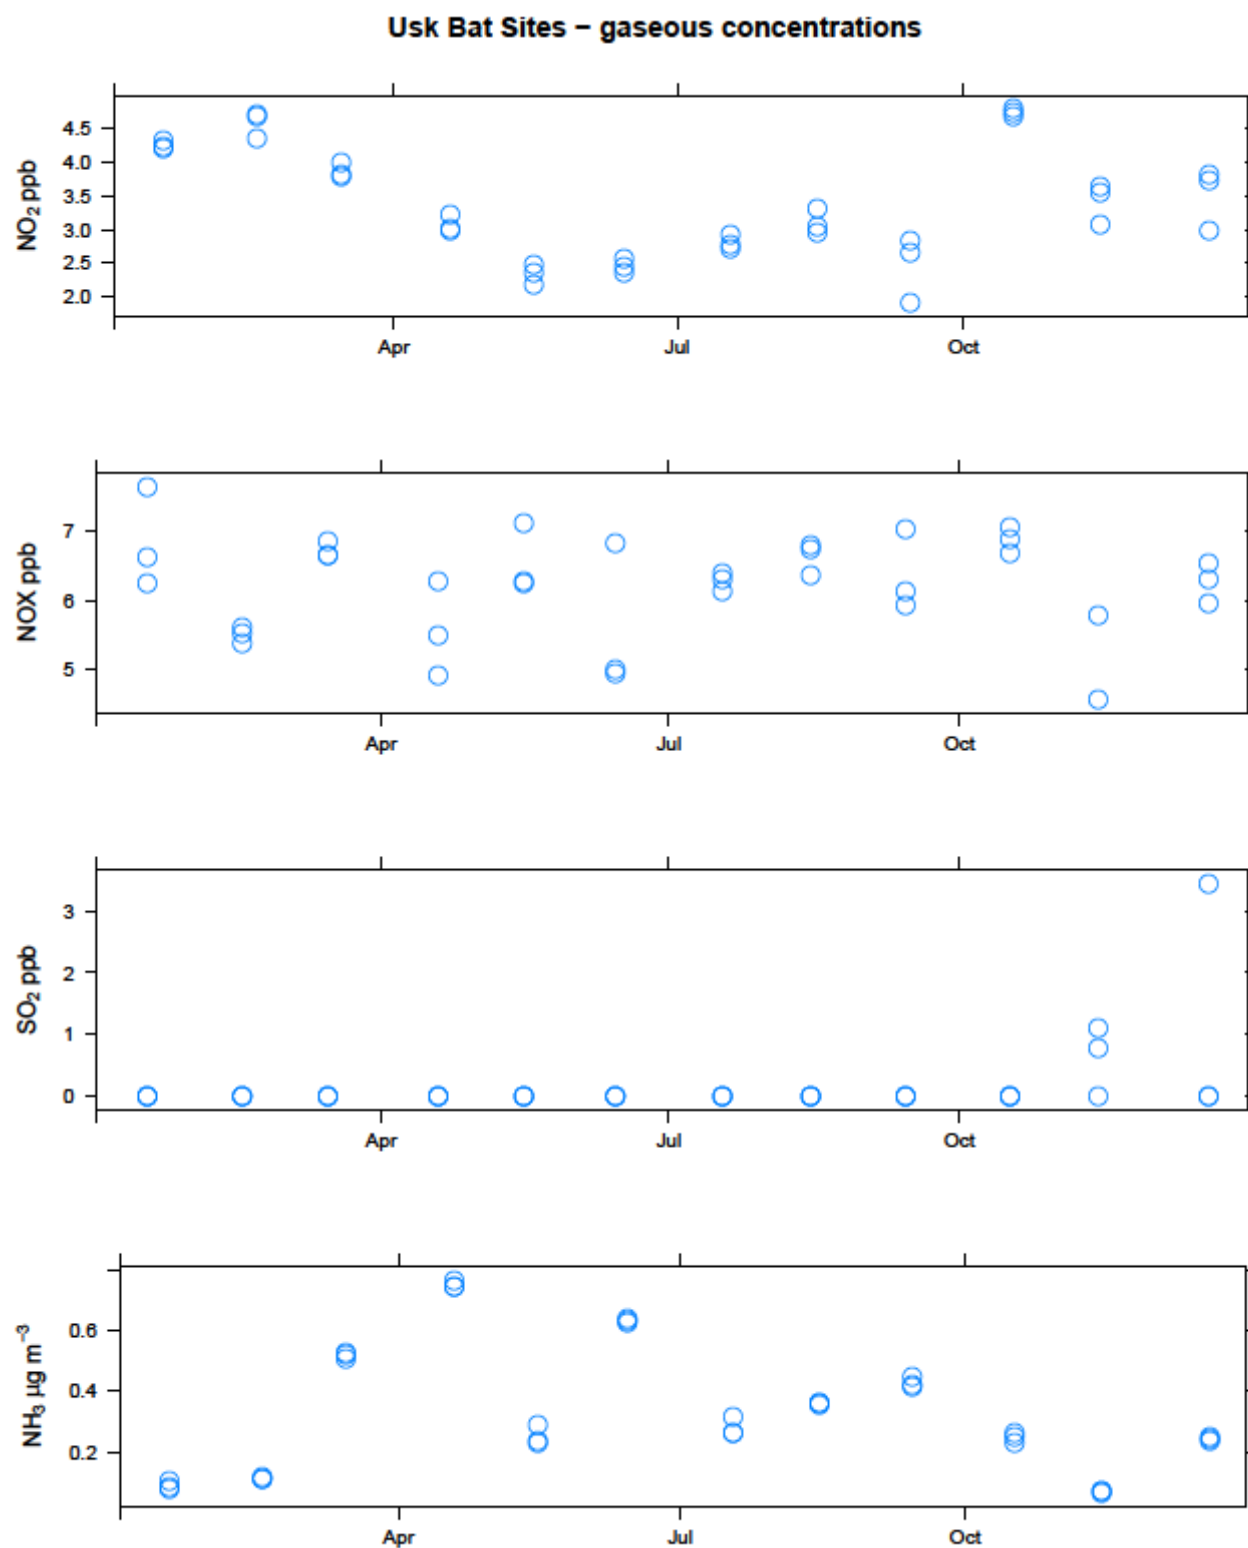 Usk Bat Sites − gaseous concentrations
NO₂ ppb
4.5
4.0
3.5
3.0
2.5
2.0
Apr Jul Oct
NOX ppb
7
6
5
Apr Jul Oct
SO₂ ppb
3
2
1
0
Apr Jul Oct
NH₃ µg m⁻³
0.6
0.4
0.2
Apr Jul Oct